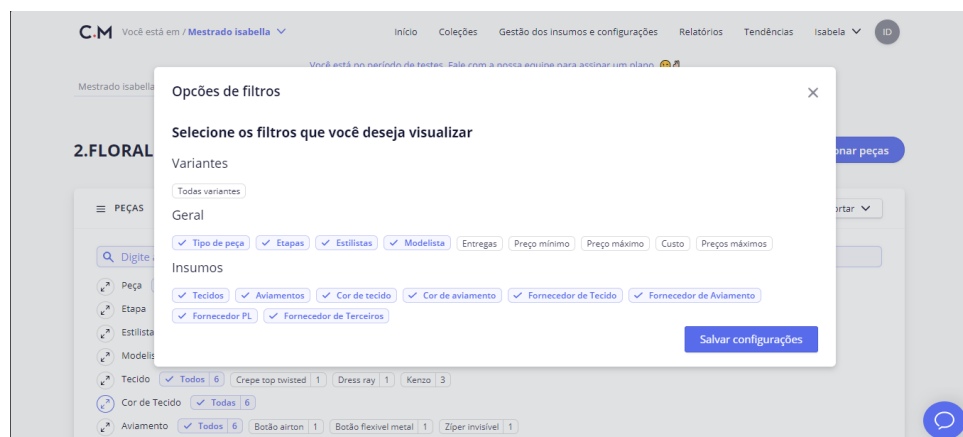 C.M Você está em / Mestrado isabella Início Coleções Gestão dos insumos e configurações Relatórios Tendências Isabela ID
Você está no período de testes. Fale com a nossa equipe para assinar um plano.
Mestrado isabella
Opcões de filtros
2.FLORAL
onar peças
Selecione os filtros que você deseja visualizar
Variantes
Todas variantes
PEÇAS
ortar
Geral
Tipo de peça Etapas Estilistas Modelista Entregas Preço mínimo Preço máximo Custo Preços máximos
Digite
Insumos
Peça
Tecidos Aviamentos Cor de tecido Cor de aviamento Fornecedor de Tecido Fornecedor de Aviamento
Etapa
Fornecedor PL Fornecedor de Terceiros
Estilista
Salvar configurações
Modelis
Tecido Todos 6 Crepe top twisted 1 Dress ray 1 Kenzo 3
Cor de Tecido Todas 6
Aviamento Todos 6 Botão airton 1 Botão flexivel metal 1 Zíper invisível 1